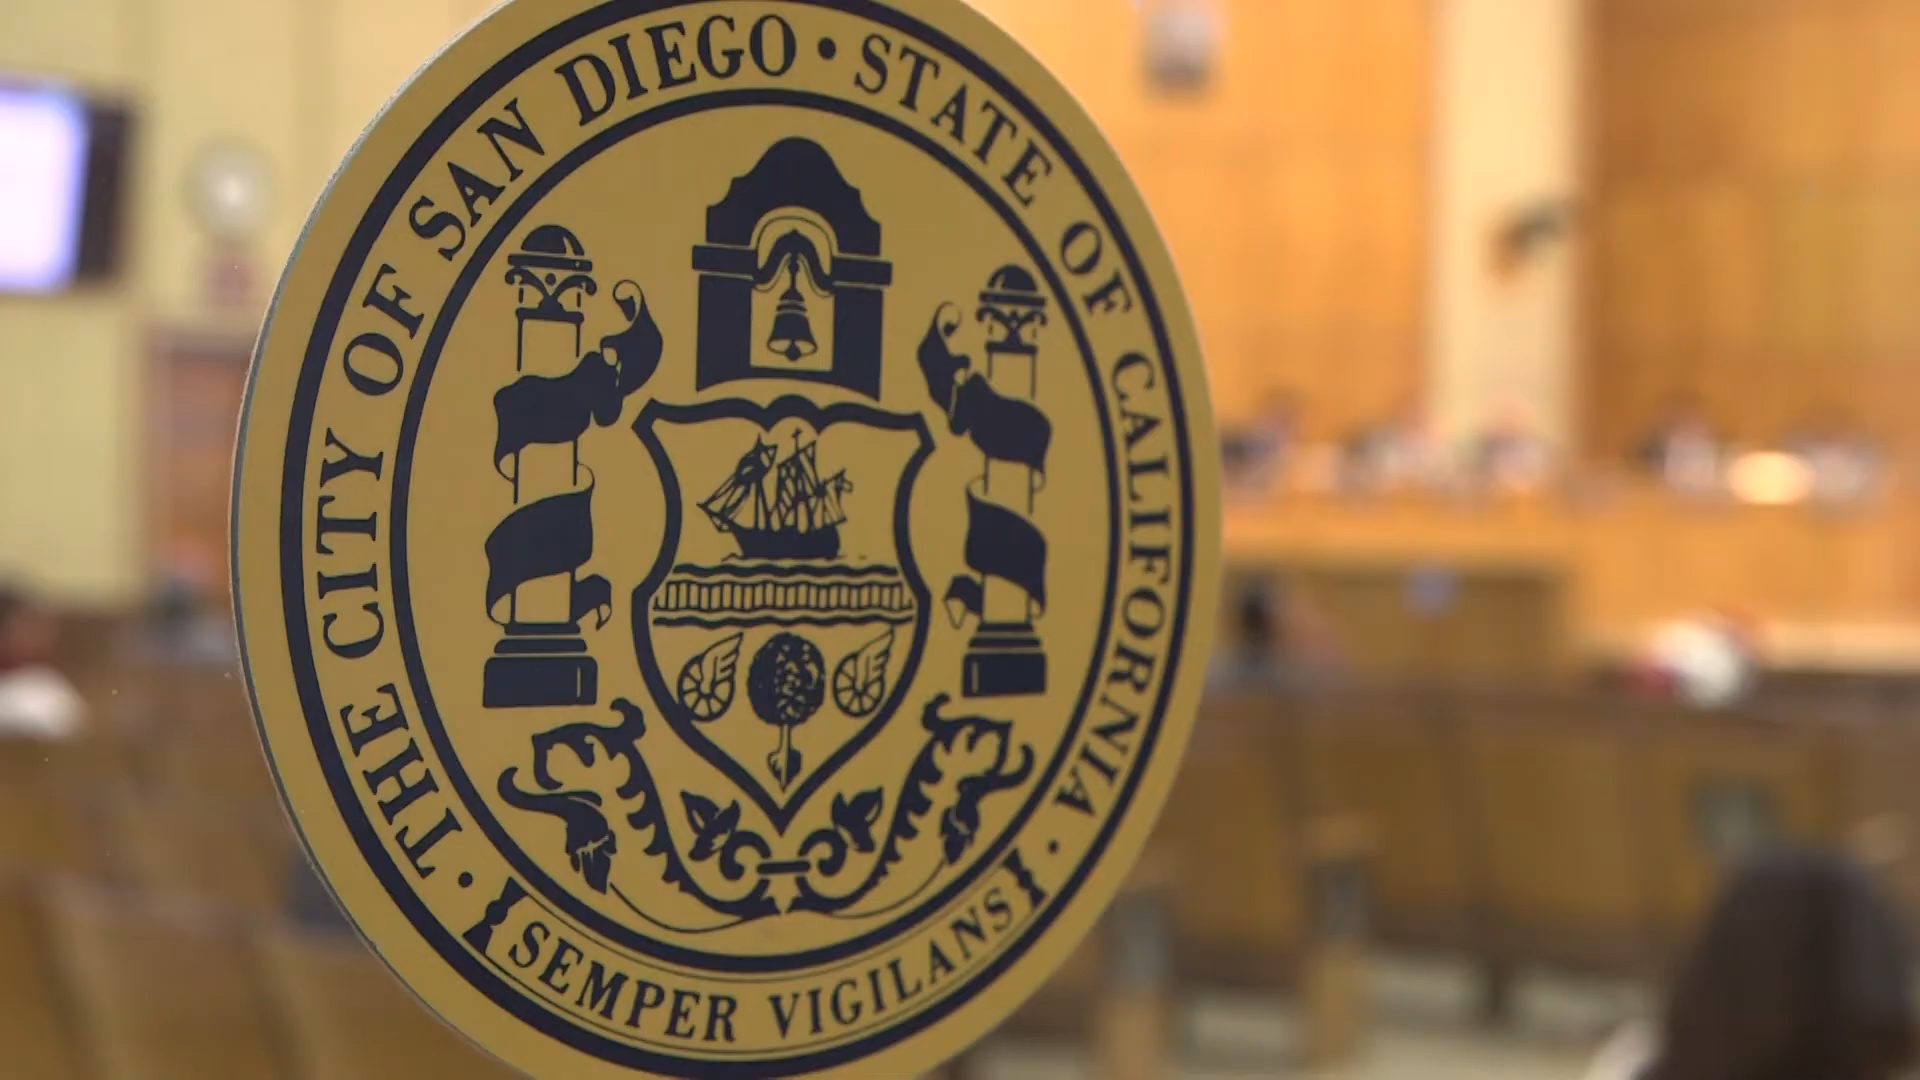 THE CITY OF SAN DIEGO • STATE OF CALIFORNIA •
SEMPER VIGILANS •